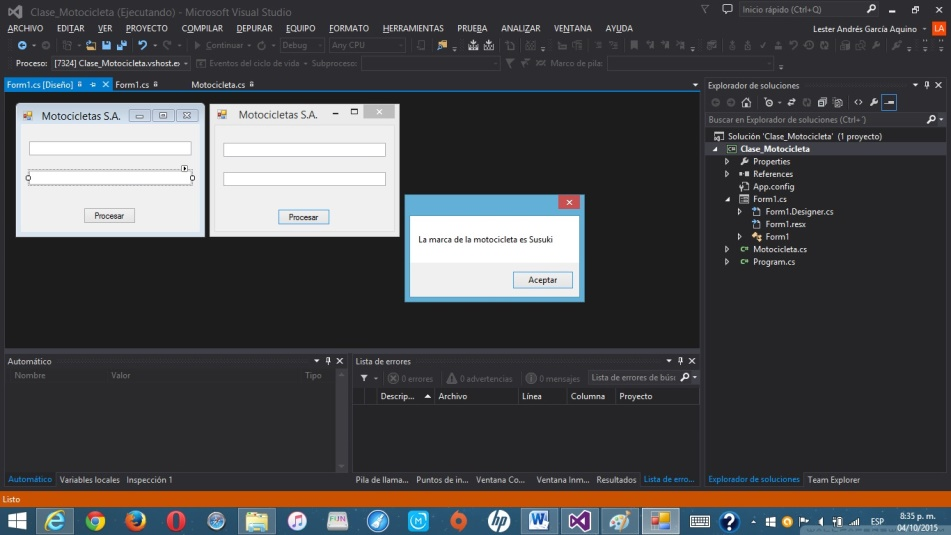 Clase_Motocicleta (Ejecutando) - Microsoft Visual Studio
Inicio rápido (Ctrl+Q)
ARCHIVO EDITAR VER PROYECTO COMPILAR DEPURAR EQUIPO FORMATO HERRAMIENTAS PRUEBA ANALIZAR VENTANA AYUDA
Lester Andrés García Aquino LA
Continuar Debug Any CPU
Proceso: [7324] Clase_Motocicleta.vshost.e Eventos del ciclo de vida Subproceso: Marco de pila:
Form1.cs [Diseño] Form1.cs Motocicleta.cs
Motocicletas S.A.
Procesar
Motocicletas S.A.
Procesar
La marca de la motocicleta es Susuki
Aceptar
Explorador de soluciones
Buscar en Explorador de soluciones (Ctrl+´)
Solución 'Clase_Motocicleta' (1 proyecto)
Clase_Motocicleta
Properties
References
App.config
Form1.cs
Form1.Designer.cs
Form1.resx
Form1
Motocicleta.cs
Program.cs
Automático
Nombre Valor Tipo
Automático Variables locales Inspección 1
Lista de errores
0 errores 0 advertencias 0 mensajes Lista de errores de búsc
Descrip... Archivo Línea Columna Proyecto
Pila de llama... Puntos de in... Ventana Co... Ventana Inm... Resultados Lista de erro...
Explorador de soluciones Team Explorer
Listo
ESP
8:35 p. m.
04/10/2015